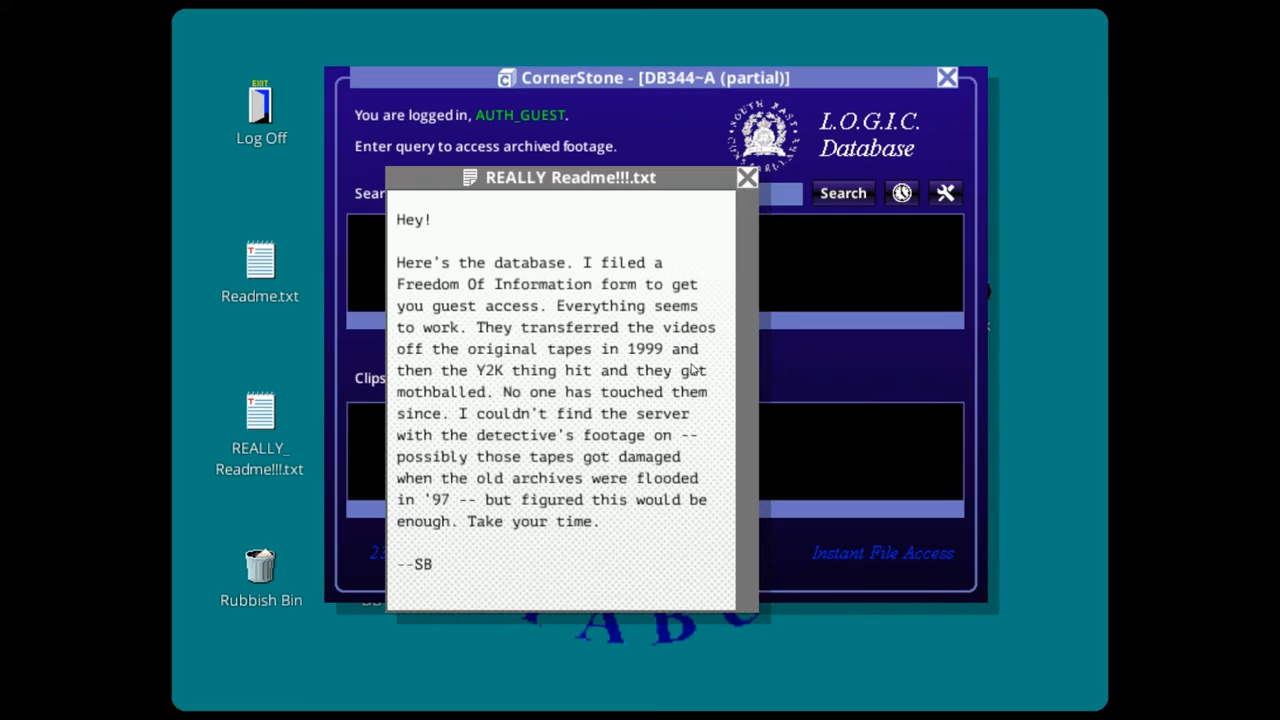 EXIT
Log Off
Readme.txt
REALLY_
Readme!!!.txt
Rubbish Bin
CornerStone - [DB344~A (partial)]
You are logged in, AUTH_GUEST.
Enter query to access archived footage.
SOUTH EAST
L.O.G.I.C.
Database
Sear
Search
Clips
Instant File Access
REALLY Readme!!!.txt
Hey!
Here's the database. I filed a
Freedom Of Information form to get
you guest access. Everything seems
to work. They transferred the videos
off the original tapes in 1999 and
then the Y2K thing hit and they got
mothballed. No one has touched them
since. I couldn't find the server
with the detective's footage on --
possibly those tapes got damaged
when the old archives were flooded
in '97 -- but figured this would be
enough. Take your time.
--SB